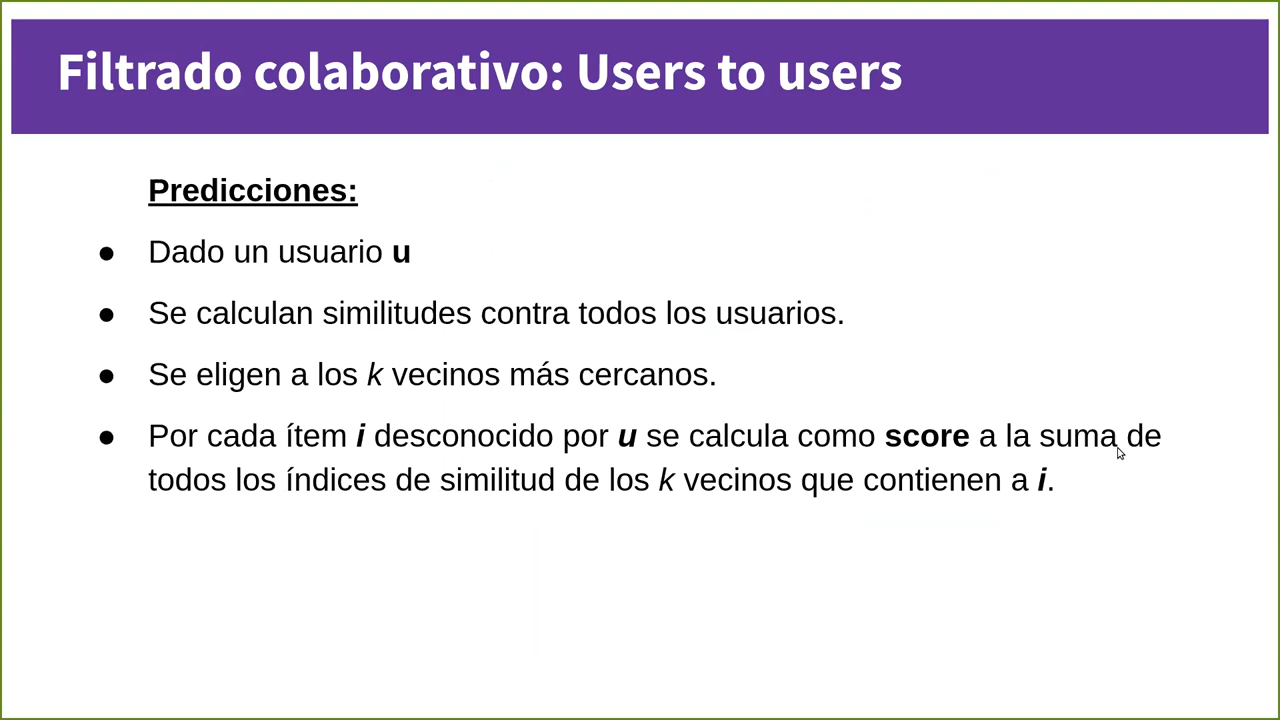 Filtrado colaborativo: Users to users
Predicciones:
● Dado un usuario u
● Se calculan similitudes contra todos los usuarios.
● Se eligen a los k vecinos más cercanos.
● Por cada ítem i desconocido por u se calcula como score a la suma de
todos los índices de similitud de los k vecinos que contienen a i.